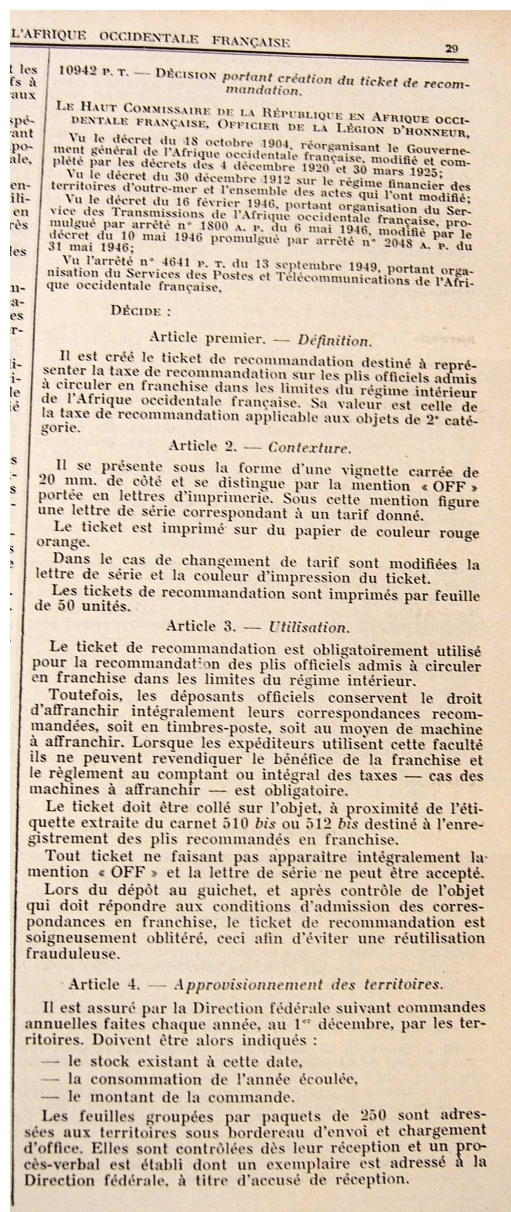 L'AFRIQUE OCCIDENTALE FRANÇAISE
29
10942 P. T. — DÉCISION portant création du ticket de recom-
mandation.
LE HAUT COMMISSAIRE DE LA RÉPUBLIQUE EN AFRIQUE OCCI-
DENTALE FRANÇAISE, OFFICIER DE LA LÉGION D'HONNEUR,
Vu le décret du 18 octobre 1904, réorganisant le Gouverne-
ment général de l'Afrique occidentale française, modifié et com-
plété par les décrets des 4 décembre 1920 et 30 mars 1925;
Vu le décret du 30 décembre 1912 sur le régime financier des
territoires d'outre-mer et l'ensemble des actes qui l'ont modifié;
Vu le décret du 16 février 1946, portant organisation du Ser-
vice des Transmissions de l'Afrique occidentale française, pro-
mulgué par arrêté n° 1800 A. P. du 6 mai 1946, modifié par le
décret du 10 mai 1946 promulgué par arrêté n° 2048 A. P. du
31 mai 1946;
Vu l'arrêté n° 4641 P. T. du 13 septembre 1949, portant orga-
nisation du Services des Postes et Télécommunications de l'Afri-
que occidentale française,
DÉCIDE :
Article premier. — Définition.
Il est créé le ticket de recommandation destiné à repré-
senter la taxe de recommandation sur les plis officiels admis
à circuler en franchise dans les limites du régime intérieur
de l'Afrique occidentale française. Sa valeur est celle de
la taxe de recommandation applicable aux objets de 2e caté-
gorie.
Article 2. — Contexture.
Il se présente sous la forme d'une vignette carrée de
20 mm. de côté et se distingue par la mention « OFF »
portée en lettres d'imprimerie. Sous cette mention figure
une lettre de série correspondant à un tarif donné.
Le ticket est imprimé sur du papier de couleur rouge
orange.
Dans le cas de changement de tarif sont modifiées la
lettre de série et la couleur d'impression du ticket.
Les tickets de recommandation sont imprimés par feuille
de 50 unités.
Article 3. — Utilisation.
Le ticket de recommandation est obligatoirement utilisé
pour la recommandation des plis officiels admis à circuler
en franchise dans les limites du régime intérieur.
Toutefois, les déposants officiels conservent le droit
d'affranchir intégralement leurs correspondances recom-
mandées, soit en timbres-poste, soit au moyen de machine
à affranchir. Lorsque les expéditeurs utilisent cette faculté
ils ne peuvent revendiquer le bénéfice de la franchise et
le règlement au comptant ou intégral des taxes — cas des
machines à affranchir — est obligatoire.
Le ticket doit être collé sur l'objet, à proximité de l'éti-
quette extraite du carnet 510 bis ou 512 bis destiné à l'enre-
gistrement des plis recommandés en franchise.
Tout ticket ne faisant pas apparaître intégralement la
mention « OFF » et la lettre de série ne peut être accepté.
Lors du dépôt au guichet, et après contrôle de l'objet
qui doit répondre aux conditions d'admission des corres-
pondances en franchise, le ticket de recommandation est
soigneusement oblitéré, ceci afin d'éviter une réutilisation
frauduleuse.
Article 4. — Approvisionnement des territoires.
Il est assuré par la Direction fédérale suivant commandes
annuelles faites chaque année, au 1er décembre, par les ter-
ritoires. Doivent être alors indiqués :
— le stock existant à cette date,
— la consommation de l'année écoulée,
— le montant de la commande.
Les feuilles groupées par paquets de 250 sont adres-
sées aux territoires sous bordereau d'envoi et chargement
d'office. Elles sont contrôlées dès leur réception et un pro-
cès-verbal est établi dont un exemplaire est adressé à la
Direction fédérale, à titre d'accusé de réception.